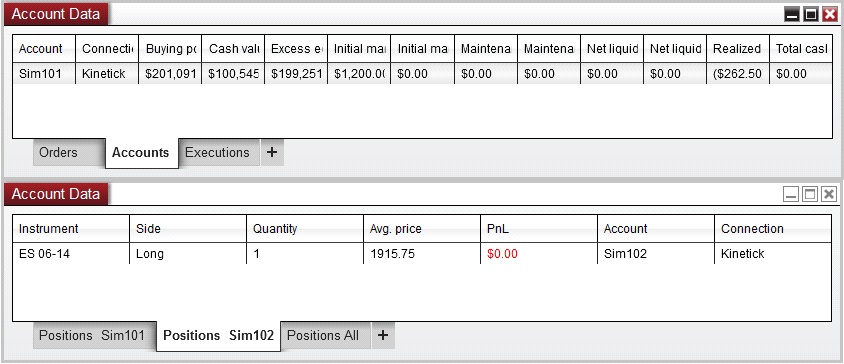 Account Data
Account Connecti Buying po Cash valu Excess e Initial mai Initial ma Maintena Maintena Net liquid Net liquid Realized Total casl
Sim101 Kinetick $201,091 $100,545 $199,251 $1,200.0( $0.00 $0.00 $0.00 $0.00 $0.00 ($262.50 $0.00
Orders Accounts Executions +
Account Data
Instrument Side Quantity Avg. price PnL Account Connection
ES 06-14 Long 1 1915.75 $0.00 Sim102 Kinetick
Positions Sim101 Positions Sim102 Positions All +